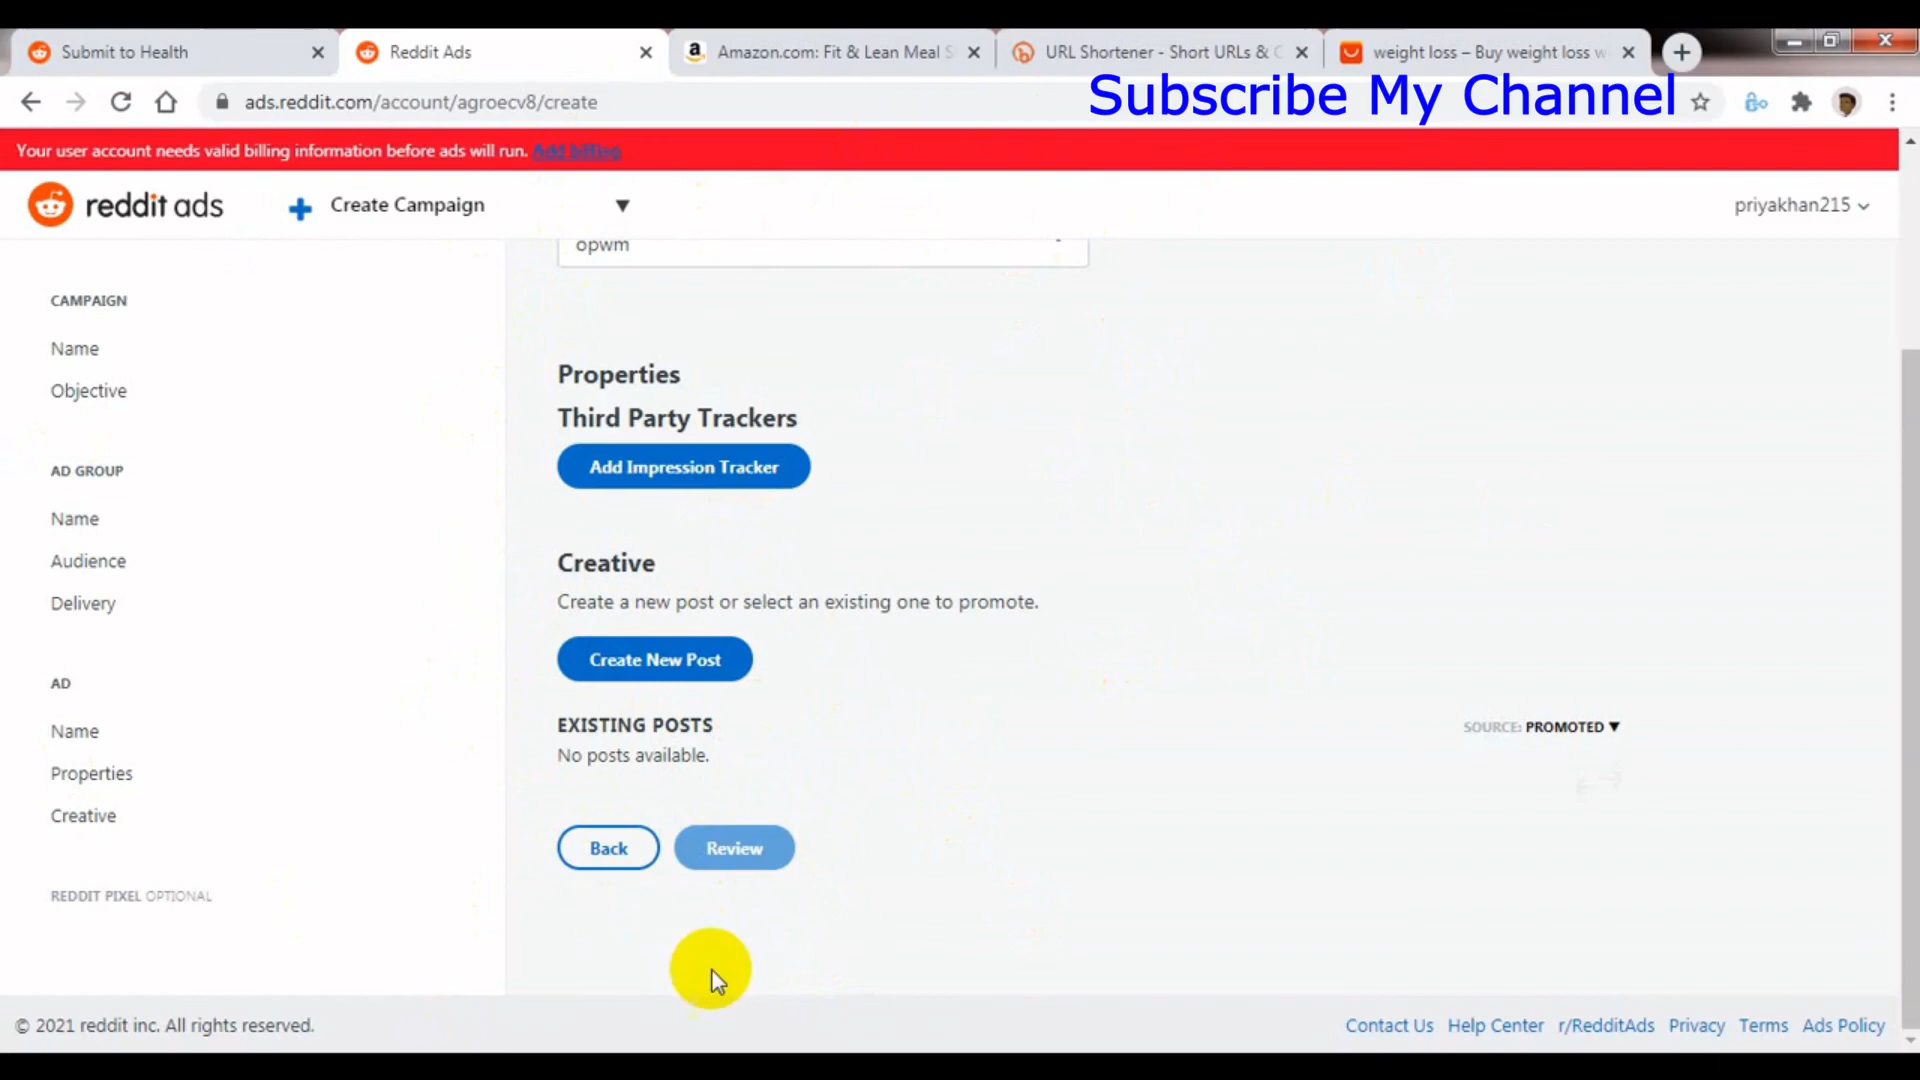 Submit to Health
Reddit Ads
Amazon.com: Fit & Lean Meal S
URL Shortener - Short URLs & C
weight loss – Buy weight loss w
ads.reddit.com/account/agroecv8/create
Subscribe My Channel
Your user account needs valid billing information before ads will run. Add billing
reddit ads
Create Campaign
priyakhan215
opwm
CAMPAIGN
Name
Objective
AD GROUP
Name
Audience
Delivery
AD
Name
Properties
Creative
REDDIT PIXEL OPTIONAL
Properties
Third Party Trackers
Add Impression Tracker
Creative
Create a new post or select an existing one to promote.
Create New Post
EXISTING POSTS
SOURCE: PROMOTED
No posts available.
Back
Review
© 2021 reddit inc. All rights reserved.
Contact Us
Help Center
r/RedditAds
Privacy
Terms
Ads Policy